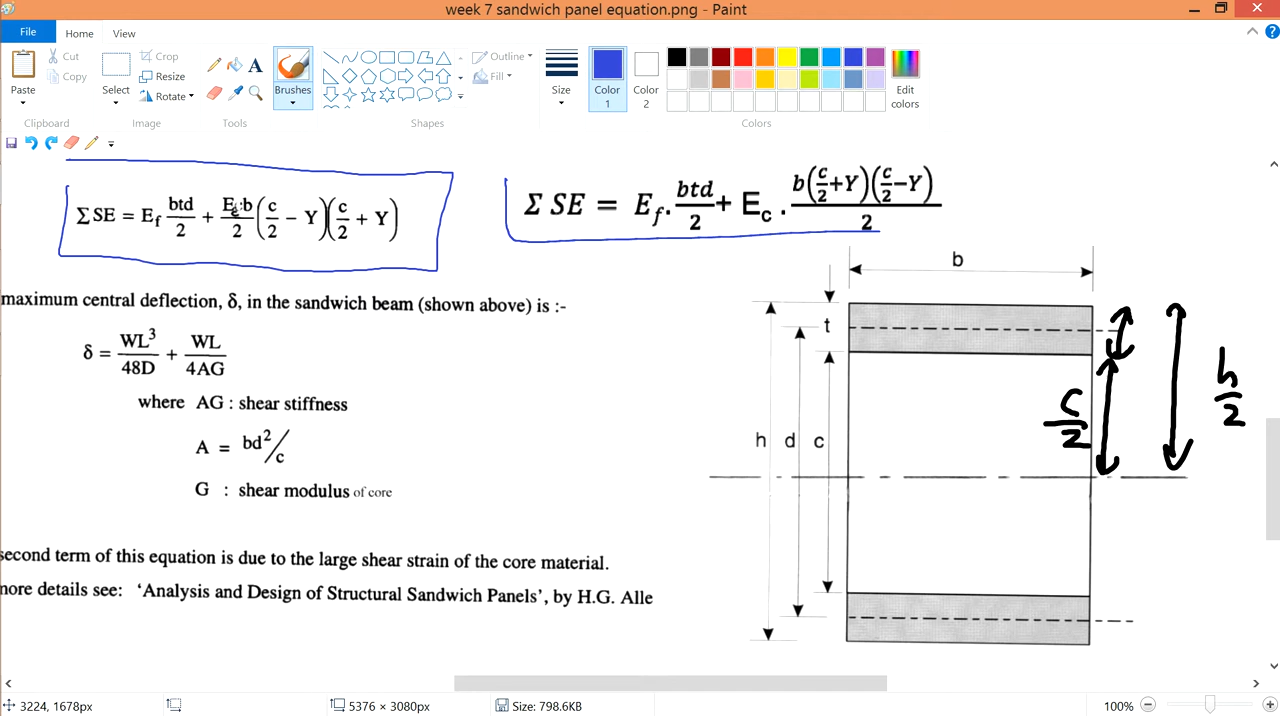 week 7 sandwich panel equation.png - Paint
File Home View
Paste Cut Copy
Select Crop Resize Rotate
Brushes
Outline Fill
Size
Color 1
Color 2
Edit colors
Clipboard Image Tools Shapes Colors
Σ SE = E_f btd/2 + E_c b/2 (c/2 − Y)(c/2 + Y)
Σ SE = E_f. btd/2 + E_c . b(c/2+Y)(c/2−Y)/2
maximum central deflection, δ, in the sandwich beam (shown above) is :-
δ = WL³/48D + WL/4AG
where AG : shear stiffness
A = bd²/c
G : shear modulus of core
second term of this equation is due to the large shear strain of the core material.
more details see: ‘Analysis and Design of Structural Sandwich Panels’, by H.G. Alle
b
t
h d c
c/2
h/2
3224, 1678px
5376 × 3080px
Size: 798.6KB
100%